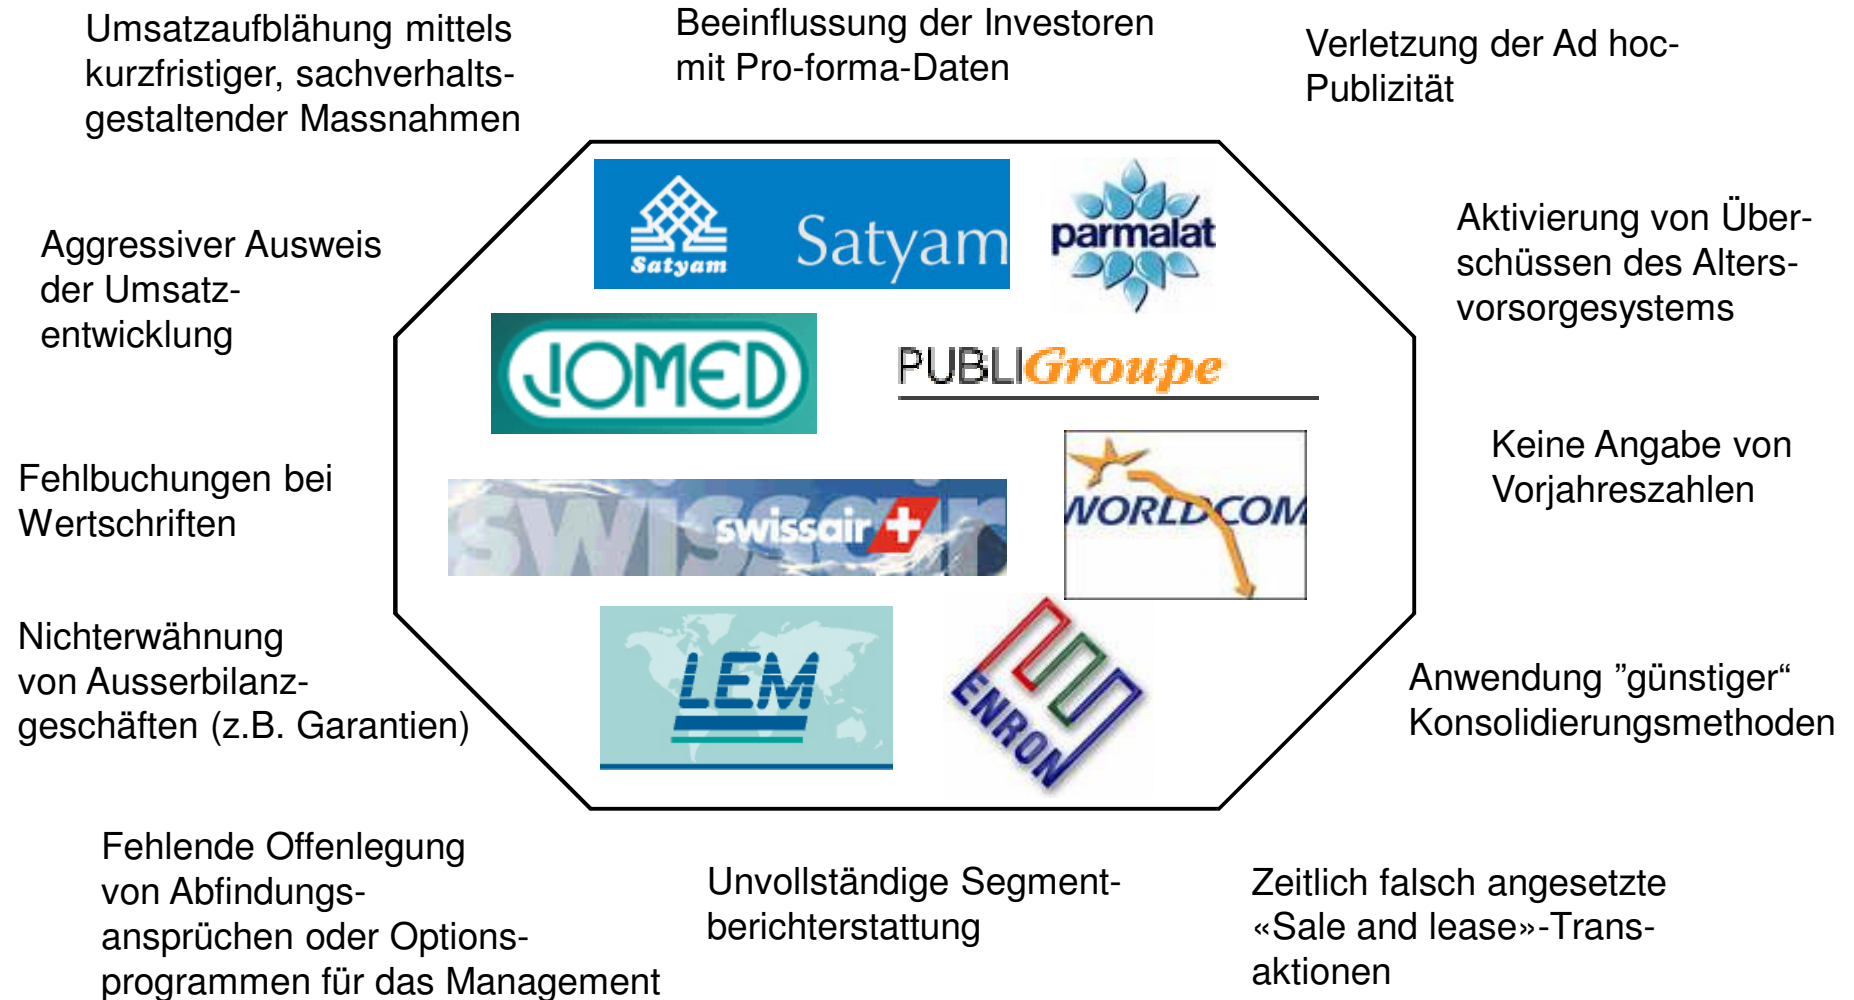 Umsatzaufblähung mittels
kurzfristiger, sachverhalts-
gestaltender Massnahmen
Beeinflussung der Investoren
mit Pro-forma-Daten
Verletzung der Ad hoc-
Publizität
Aggressiver Ausweis
der Umsatz-
entwicklung
Satyam
Satyam
parmalat
Aktivierung von Über-
schüssen des Alters-
vorsorgesystems
JOMED
PUBLIGroupe
Fehlbuchungen bei
Wertschriften
swissair
swissair
WORLDCOM
Keine Angabe von
Vorjahreszahlen
Nichterwähnung
von Ausserbilanz-
geschäften (z.B. Garantien)
LEM
ENRON
Anwendung ”günstiger“
Konsolidierungsmethoden
Fehlende Offenlegung
von Abfindungs-
ansprüchen oder Options-
programmen für das Management
Unvollständige Segment-
berichterstattung
Zeitlich falsch angesetzte
«Sale and lease»-Trans-
aktionen